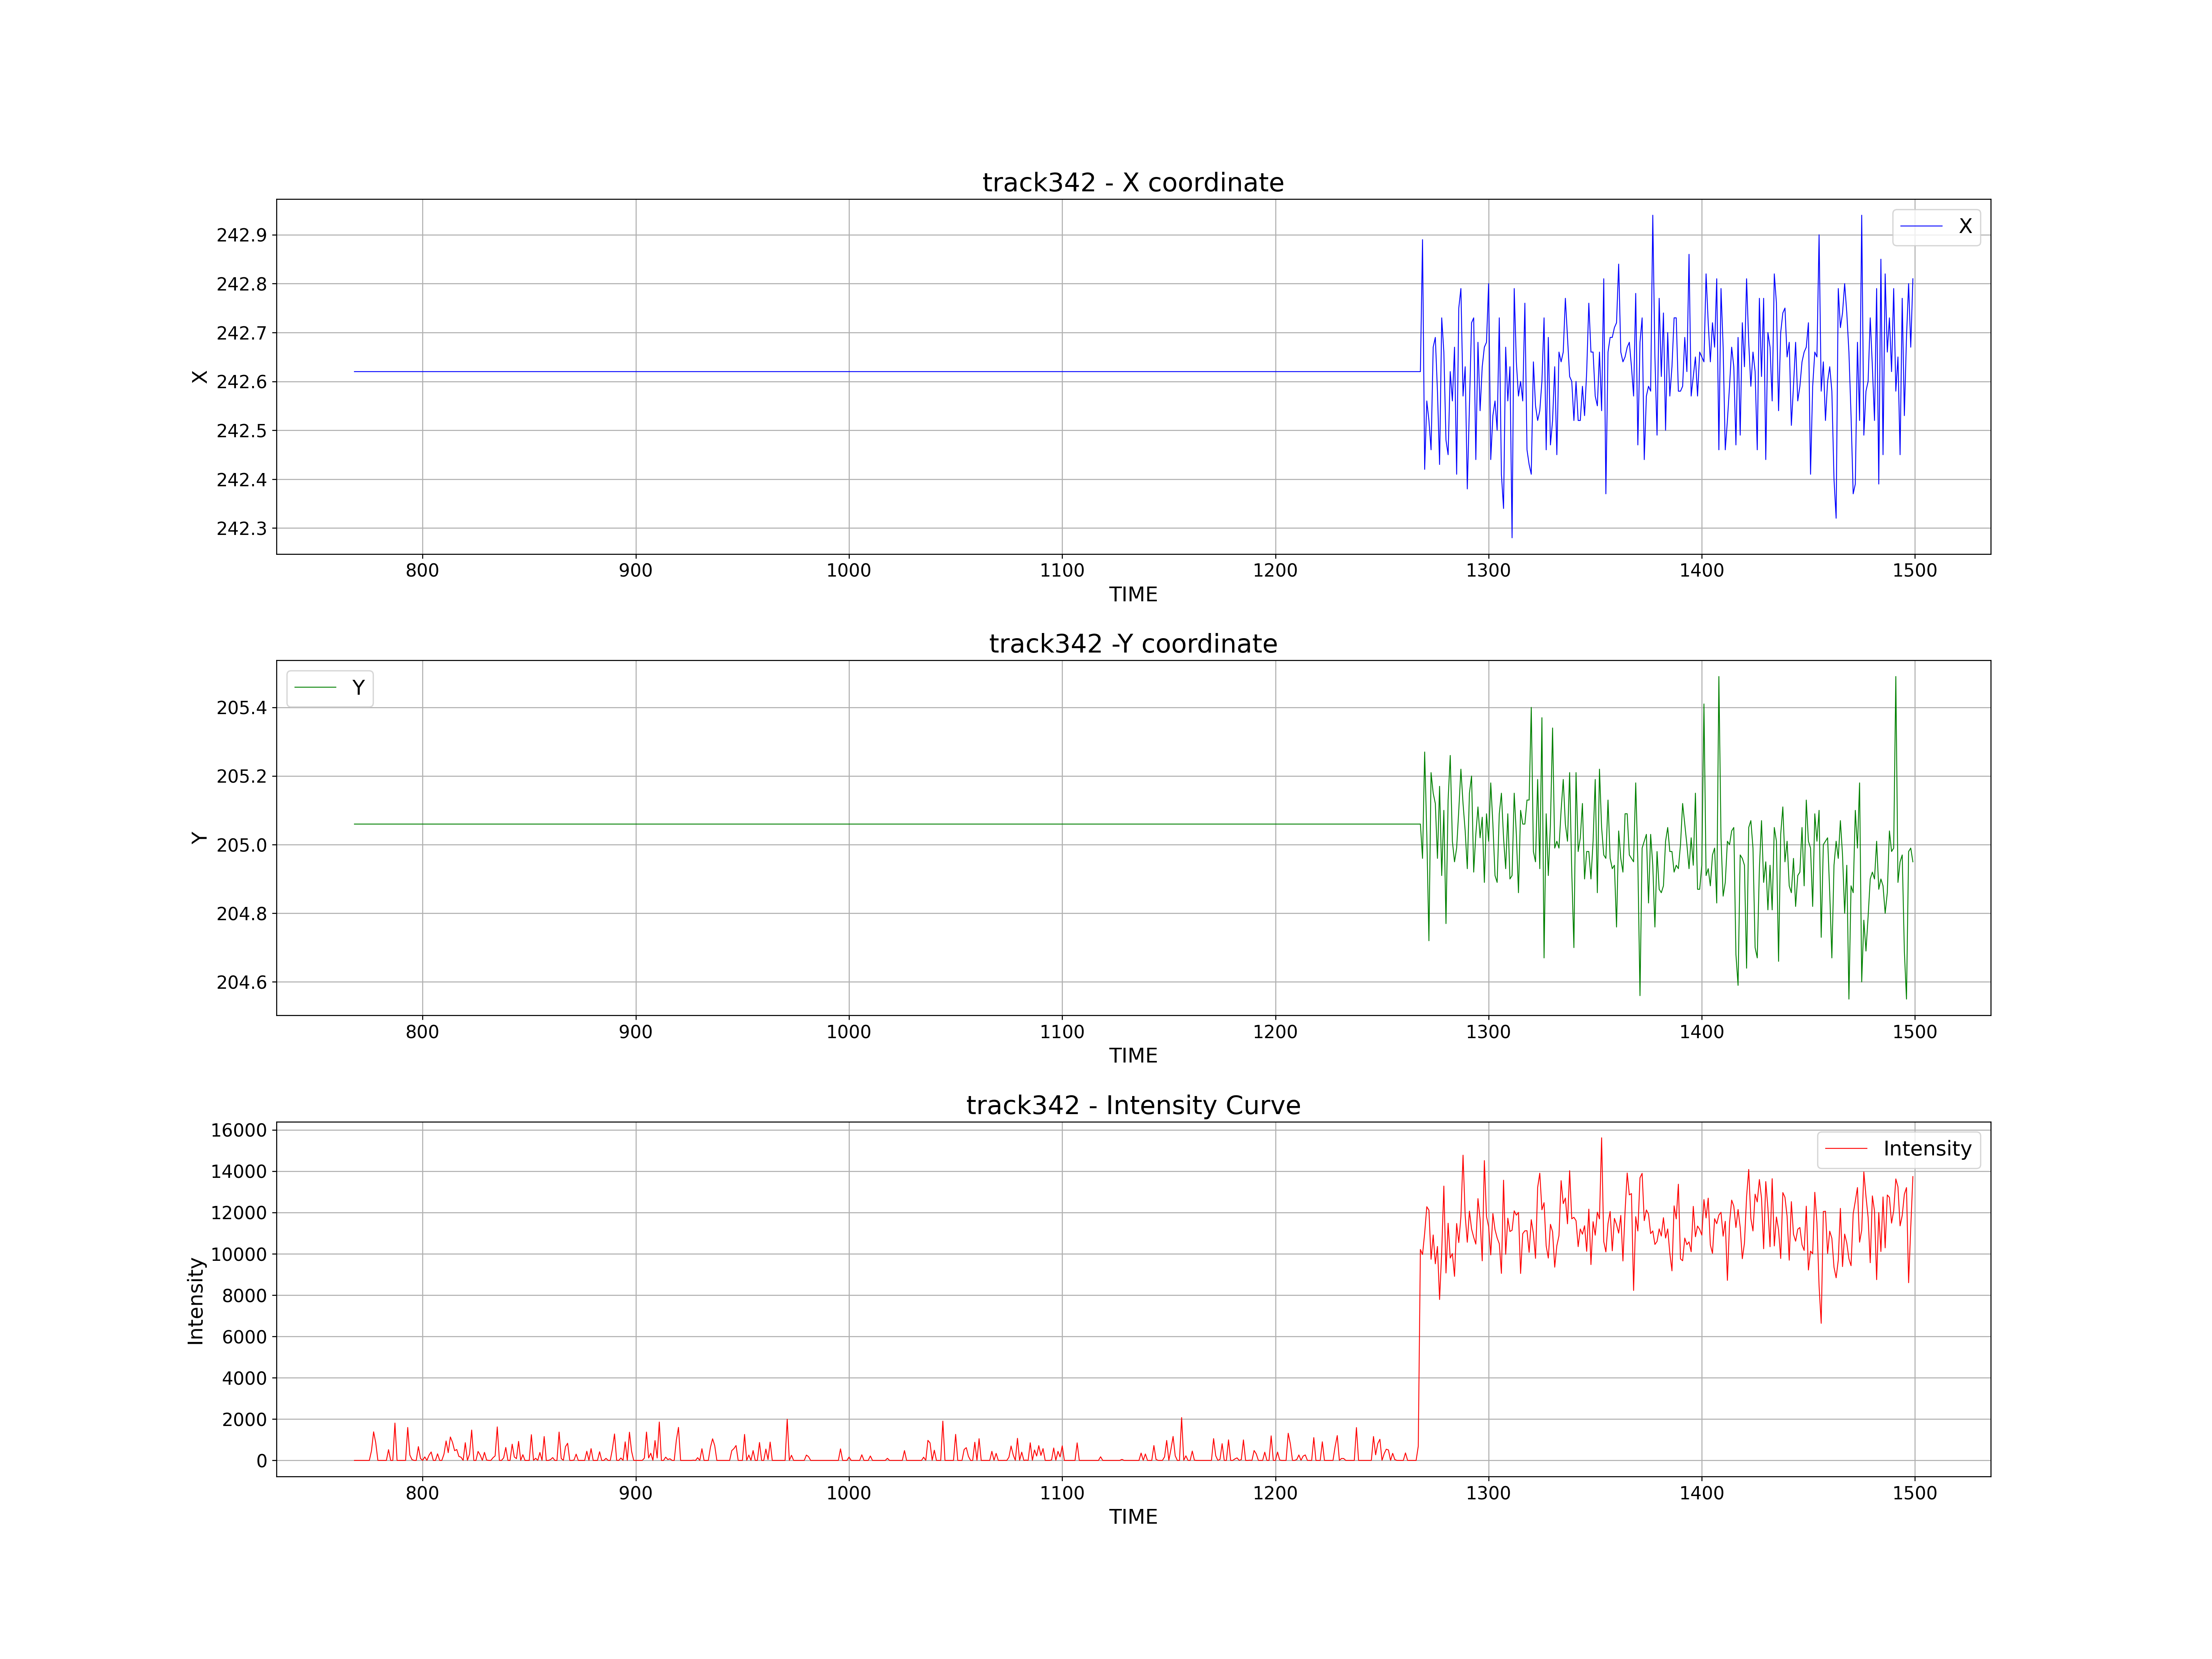 track342 - X coordinate
X
242.9
242.8
242.7
242.6
242.5
242.4
242.3
X
800 900 1000 1100 1200 1300 1400 1500
TIME
track342 -Y coordinate
Y
205.4
205.2
205.0
204.8
204.6
Y
800 900 1000 1100 1200 1300 1400 1500
TIME
track342 - Intensity Curve
Intensity
16000
14000
12000
10000
8000
6000
4000
2000
0
Intensity
800 900 1000 1100 1200 1300 1400 1500
TIME